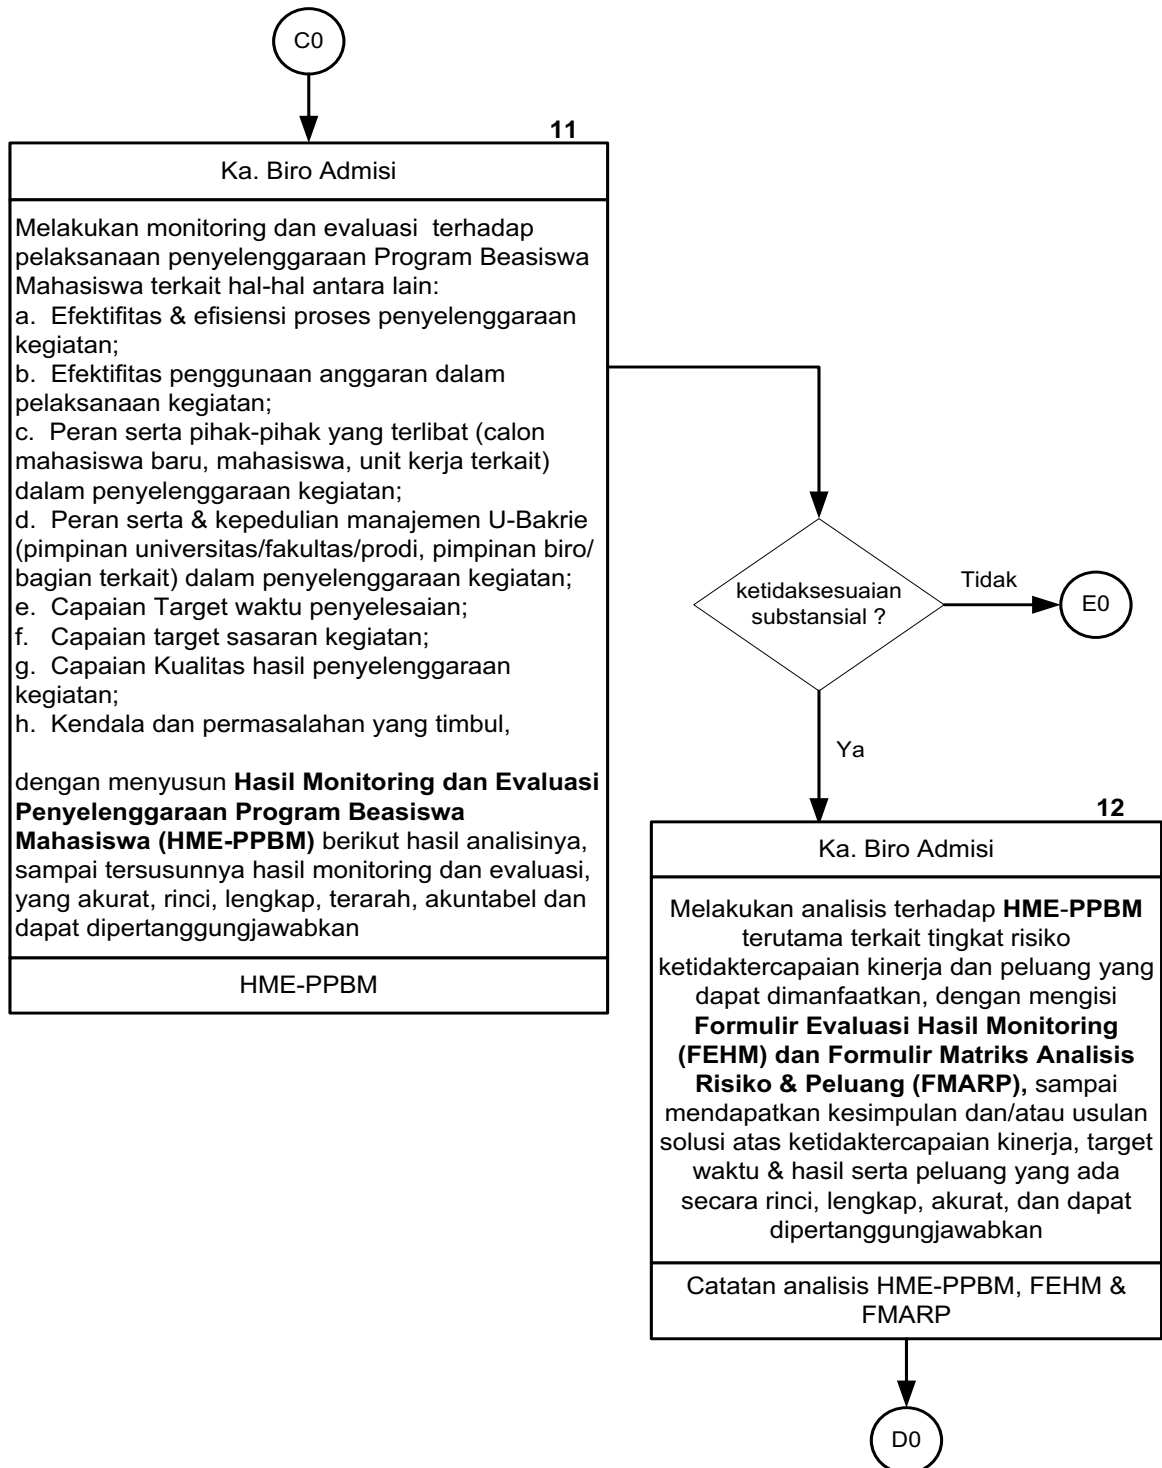 C0
11
Ka. Biro Admisi
Melakukan monitoring dan evaluasi  terhadap
pelaksanaan penyelenggaraan Program Beasiswa
Mahasiswa terkait hal-hal antara lain:
a.  Efektifitas & efisiensi proses penyelenggaraan
kegiatan;
b.  Efektifitas penggunaan anggaran dalam
pelaksanaan kegiatan;
c.  Peran serta pihak-pihak yang terlibat (calon
mahasiswa baru, mahasiswa, unit kerja terkait)
dalam penyelenggaraan kegiatan;
d.  Peran serta & kepedulian manajemen U-Bakrie
(pimpinan universitas/fakultas/prodi, pimpinan biro/
bagian terkait) dalam penyelenggaraan kegiatan;
e.  Capaian Target waktu penyelesaian;
f.  Capaian target sasaran kegiatan;
g.  Capaian Kualitas hasil penyelenggaraan
kegiatan;
h.  Kendala dan permasalahan yang timbul,
dengan menyusun Hasil Monitoring dan Evaluasi
Penyelenggaraan Program Beasiswa
Mahasiswa (HME-PPBM) berikut hasil analisinya,
sampai tersusunnya hasil monitoring dan evaluasi,
yang akurat, rinci, lengkap, terarah, akuntabel dan
dapat dipertanggungjawabkan
HME-PPBM
ketidaksesuaian
substansial ?
Tidak
E0
Ya
12
Ka. Biro Admisi
Melakukan analisis terhadap HME-PPBM
terutama terkait tingkat risiko
ketidaktercapaian kinerja dan peluang yang
dapat dimanfaatkan, dengan mengisi
Formulir Evaluasi Hasil Monitoring
(FEHM) dan Formulir Matriks Analisis
Risiko & Peluang (FMARP), sampai
mendapatkan kesimpulan dan/atau usulan
solusi atas ketidaktercapaian kinerja, target
waktu & hasil serta peluang yang ada
secara rinci, lengkap, akurat, dan dapat
dipertanggungjawabkan
Catatan analisis HME-PPBM, FEHM &
FMARP
D0